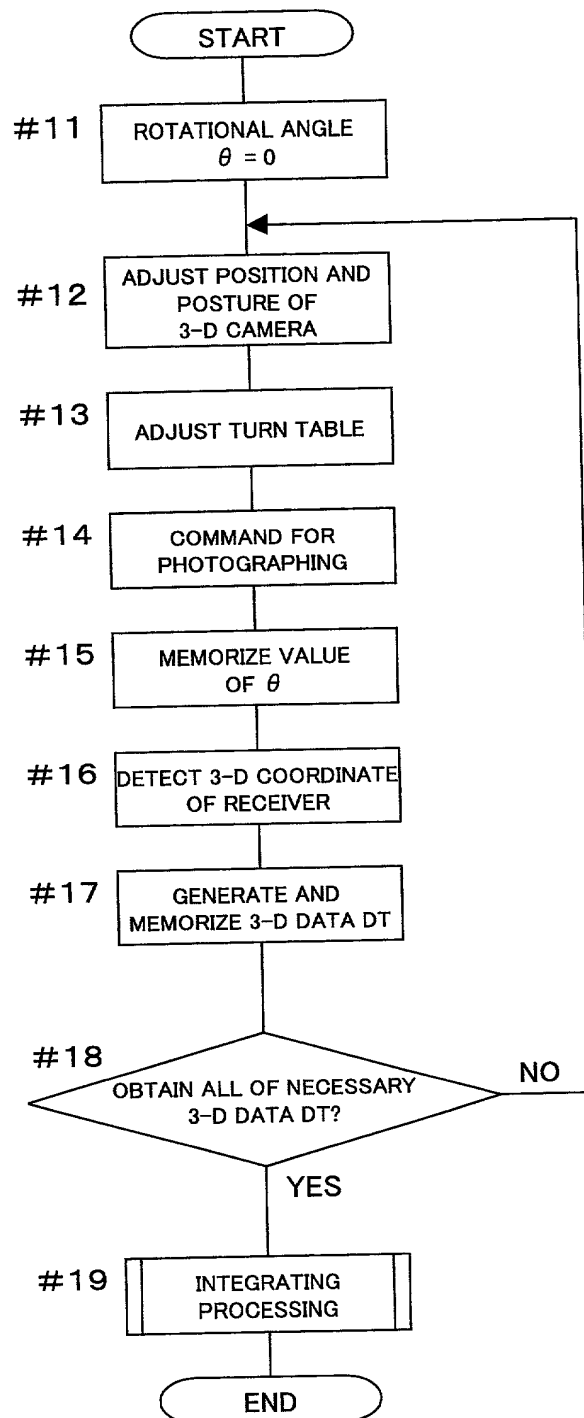 START
#11
ROTATIONAL ANGLE
θ = 0
#12
ADJUST POSITION AND
POSTURE OF
3-D CAMERA
#13
ADJUST TURN TABLE
#14
COMMAND FOR
PHOTOGRAPHING
#15
MEMORIZE VALUE
OF θ
#16
DETECT 3-D COORDINATE
OF RECEIVER
#17
GENERATE AND
MEMORIZE 3-D DATA DT
#18
OBTAIN ALL OF NECESSARY
3-D DATA DT?
NO
YES
#19
INTEGRATING
PROCESSING
END